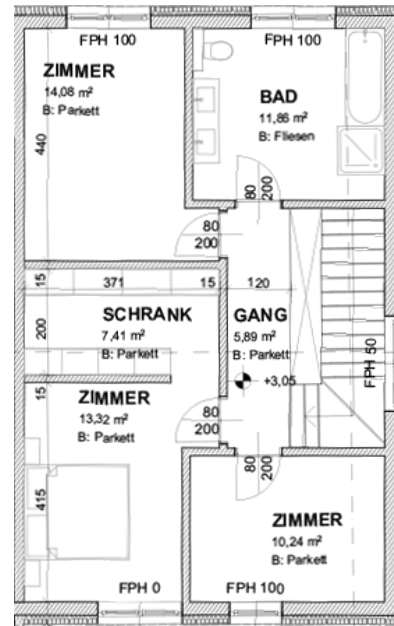 FPH 100
FPH 100
ZIMMER
14,08 m²
B: Parkett
BAD
11,86 m²
B: Fliesen
440
80
200
80
200
15
371
15
120
SCHRANK
7,41 m²
B: Parkett
GANG
5,89 m²
B: Parkett
200
FPH 50
+3,05
15
ZIMMER
13,32 m²
B: Parkett
80
200
80
200
415
ZIMMER
10,24 m²
B: Parkett
FPH 0
FPH 100